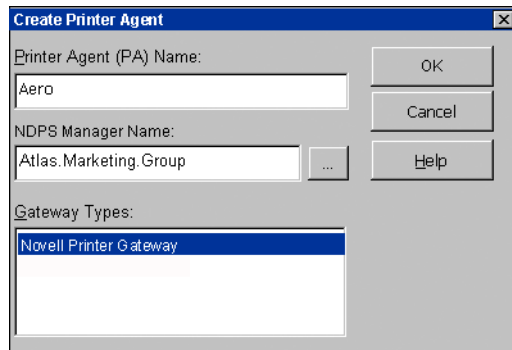 Create Printer Agent
Printer Agent (PA) Name:
Aero
NDPS Manager Name:
Atlas.Marketing.Group
...
Gateway Types:
Novell Printer Gateway
OK
Cancel
Help